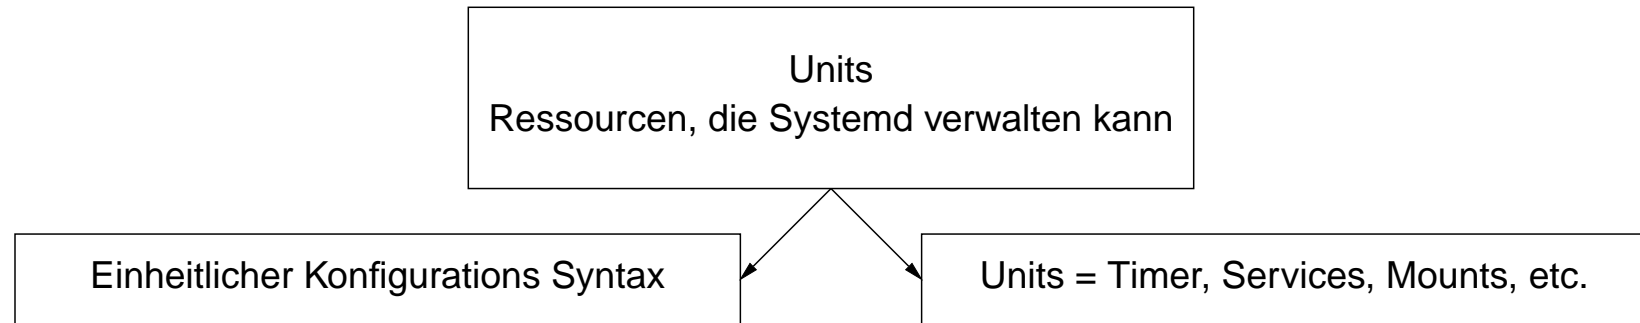 Units
Ressourcen, die Systemd verwalten kann
Einheitlicher Konfigurations Syntax
Units = Timer, Services, Mounts, etc.